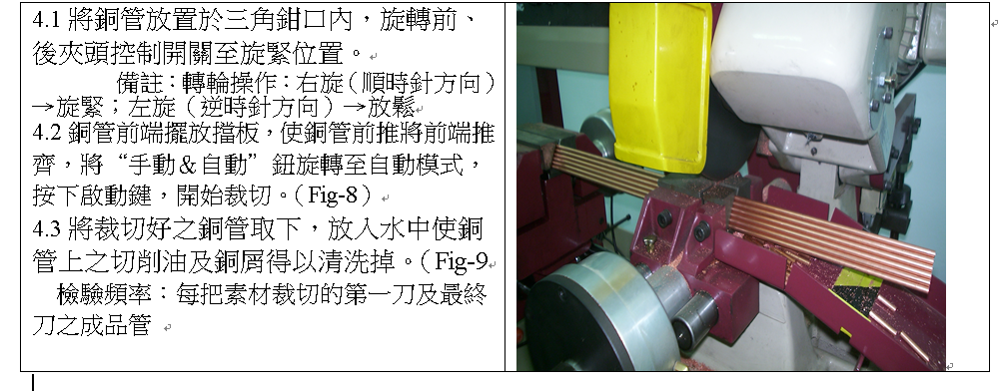 4.1 將銅管放置於三角鉗口內，旋轉前、
後夾頭控制開關至旋緊位置。
備註：轉輪操作：右旋（順時針方向）
→旋緊；左旋（逆時針方向）→放鬆
4.2 銅管前端擺放擋板，使銅管前推將前端推
齊，將“手動＆自動”鈕旋轉至自動模式，
按下啟動鍵，開始裁切。（Fig-8）
4.3 將裁切好之銅管取下，放入水中使銅
管上之切削油及銅屑得以清洗掉。（Fig-9
檢驗頻率：每把素材裁切的第一刀及最終
刀之成品管